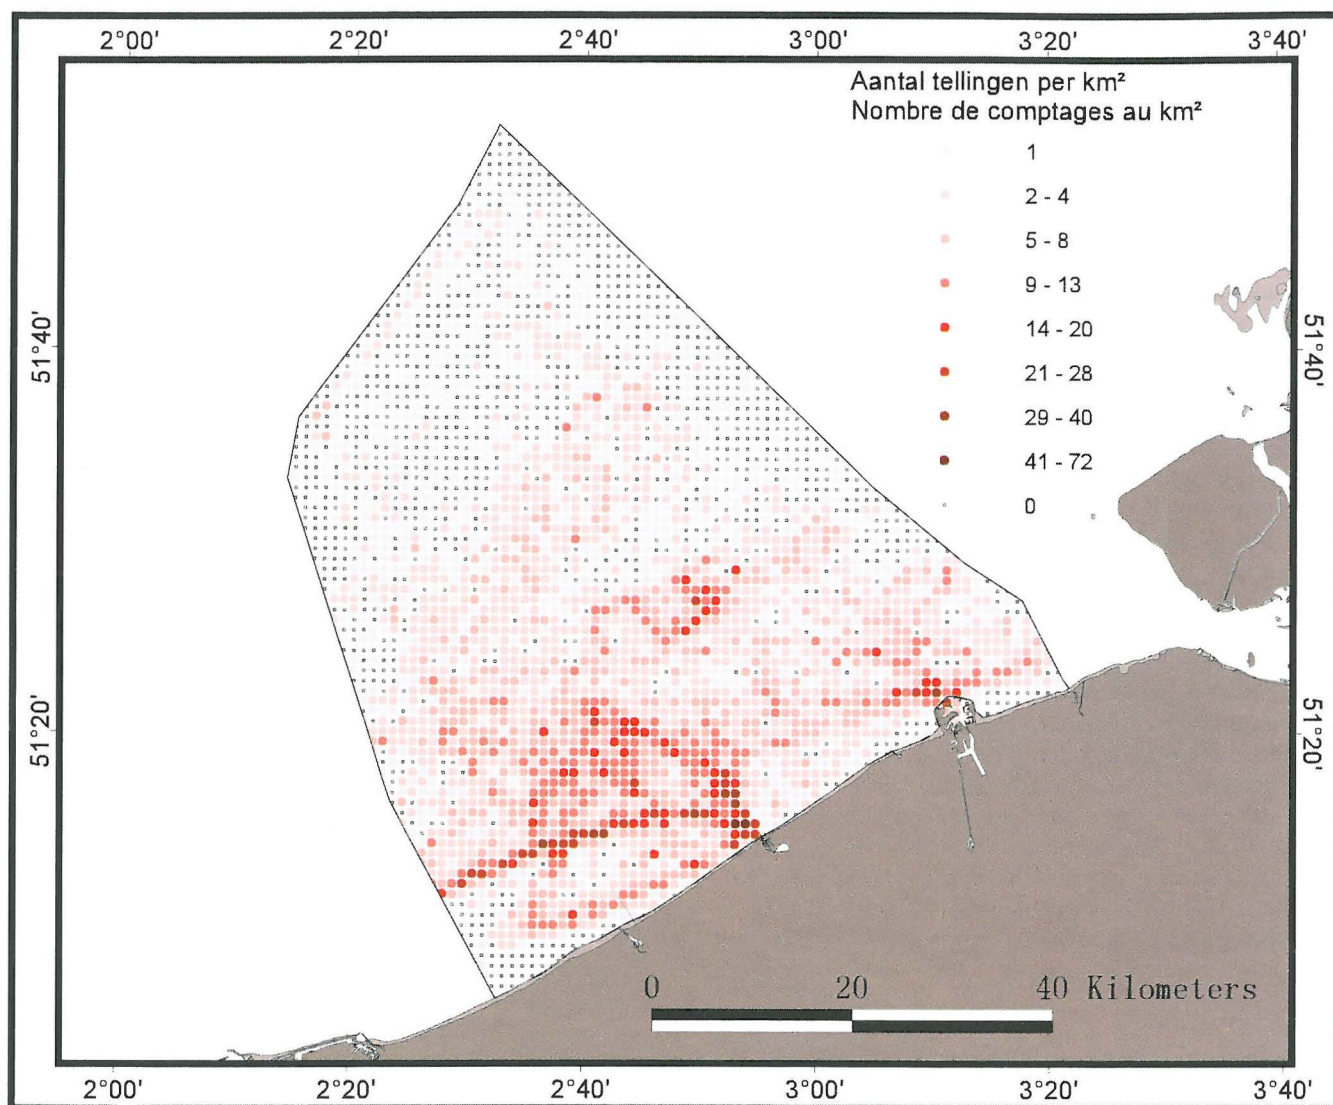 2°00' 2°20' 2°40' 3°00' 3°20' 3°40'
Aantal tellingen per km²
Nombre de comptages au km²
1
2 - 4
5 - 8
9 - 13
14 - 20
21 - 28
29 - 40
41 - 72
0
51°40'
51°40'
51°20'
51°20'
0 20 40 Kilometers
2°00' 2°20' 2°40' 3°00' 3°20' 3°40'